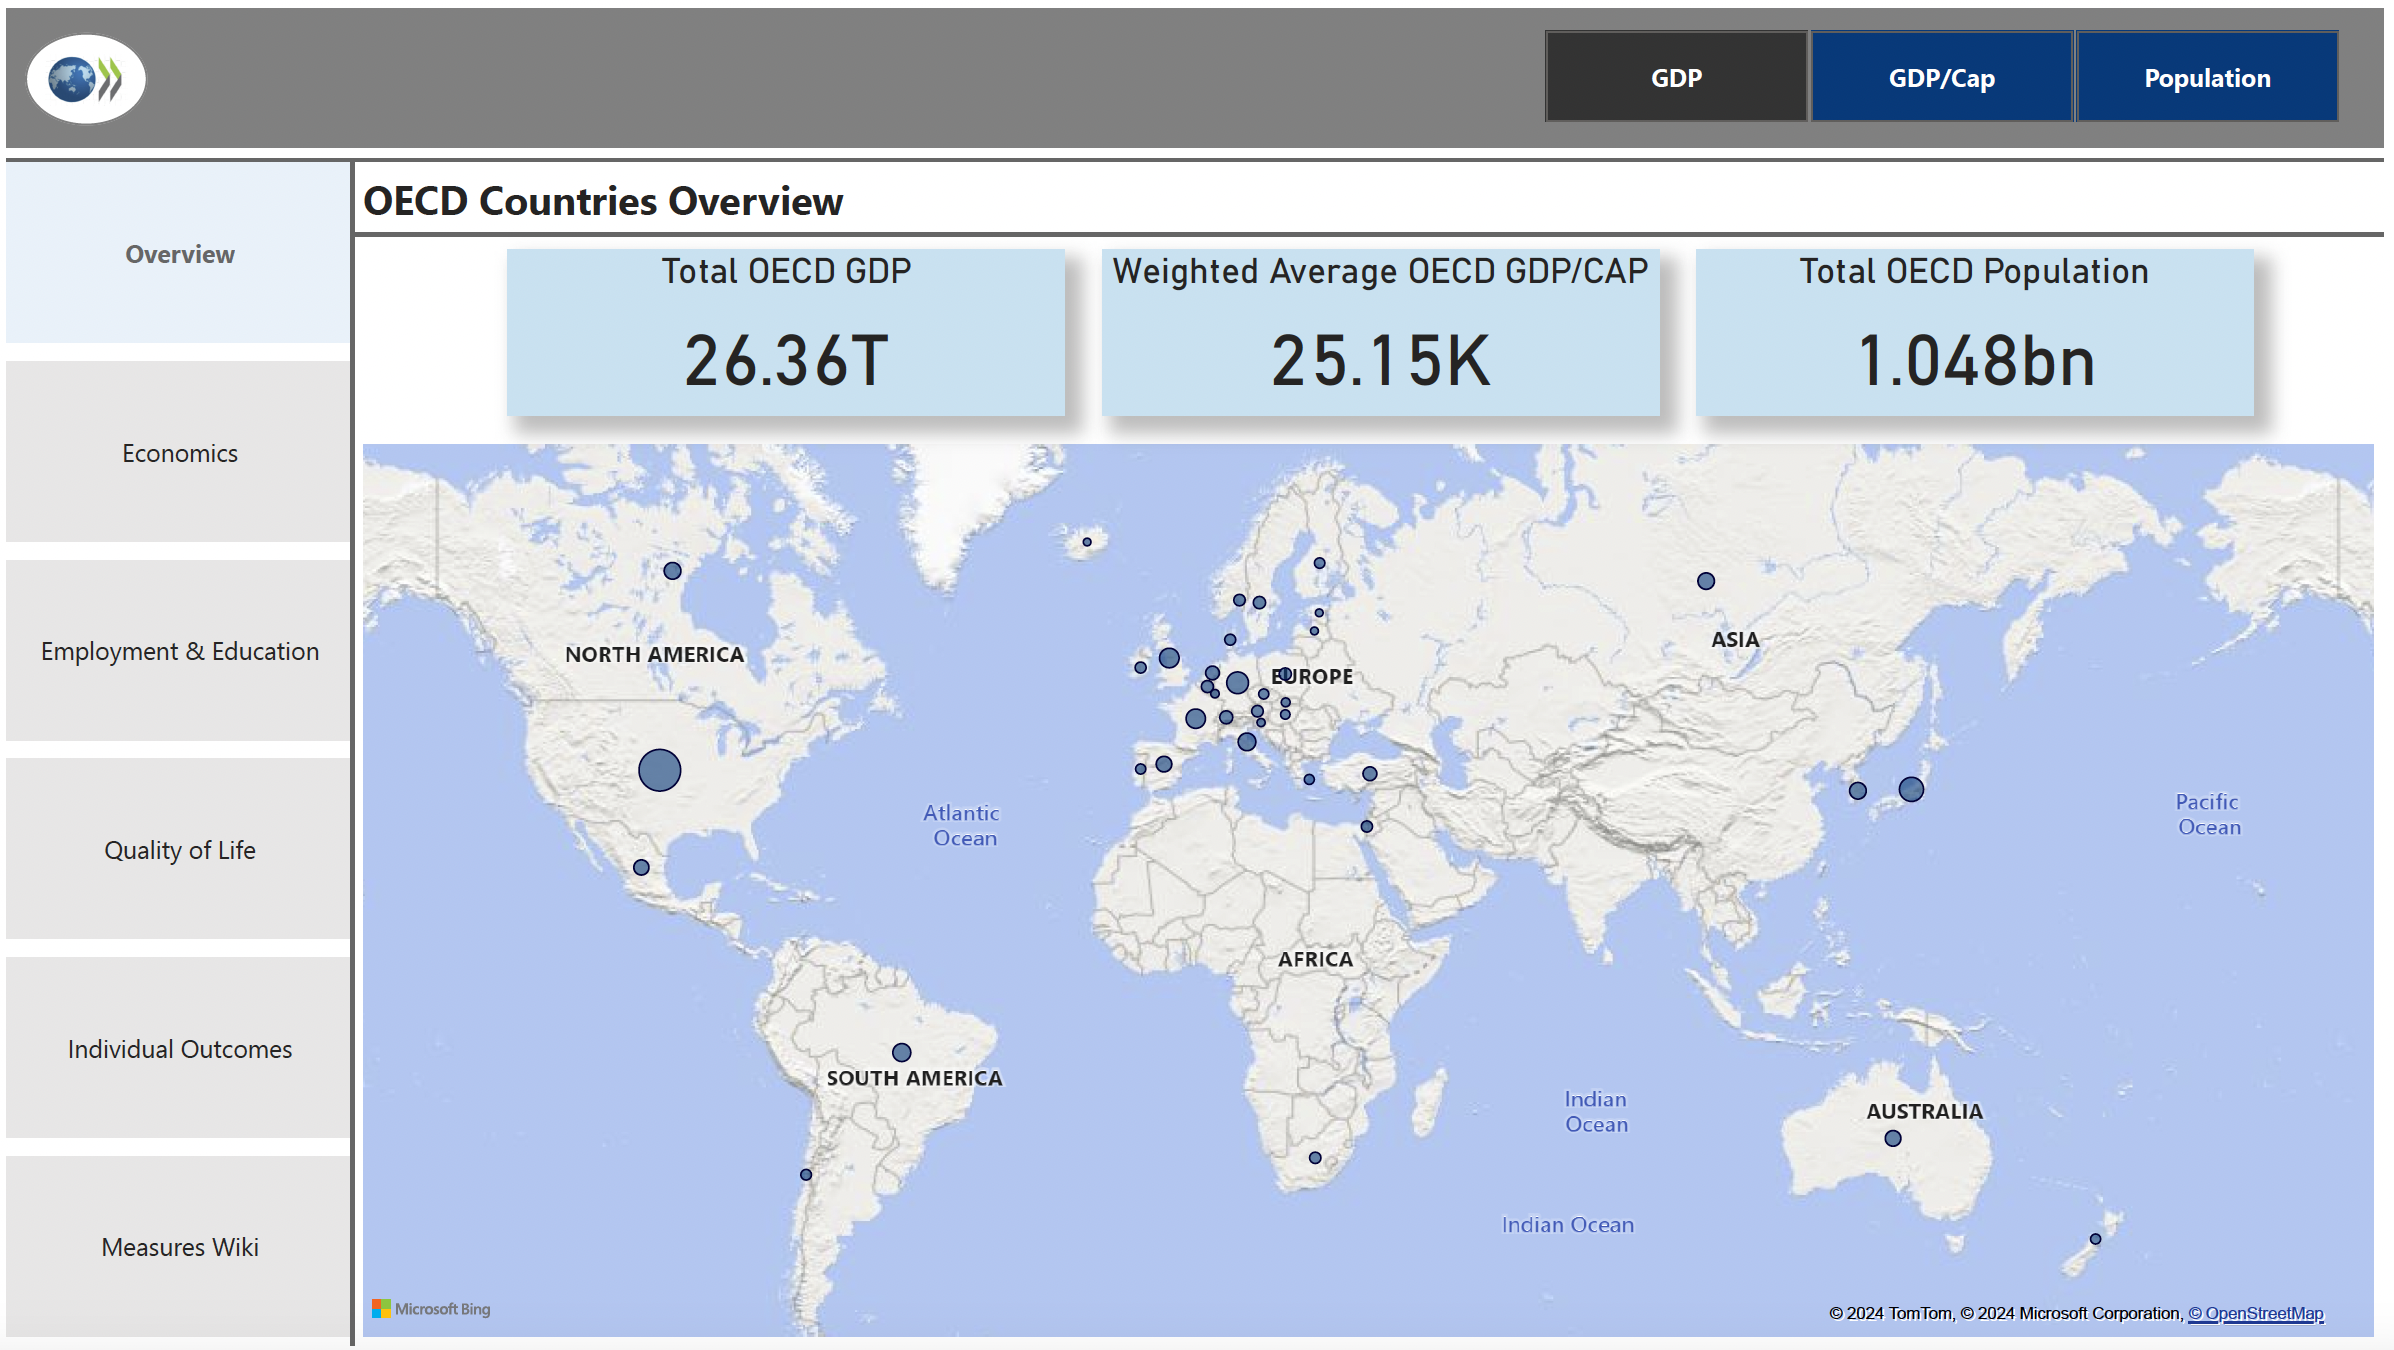 GDP
GDP/Cap
Population
OECD Countries Overview
Overview
Economics
Employment & Education
Quality of Life
Individual Outcomes
Measures Wiki
Total OECD GDP
26.36T
Weighted Average OECD GDP/CAP
25.15K
Total OECD Population
1.048bn
NORTH AMERICA
EUROPE
ASIA
Atlantic
Ocean
Pacific
Ocean
AFRICA
SOUTH AMERICA
Indian
Ocean
AUSTRALIA
Indian Ocean
Microsoft Bing
© 2024 TomTom, © 2024 Microsoft Corporation, © OpenStreetMap